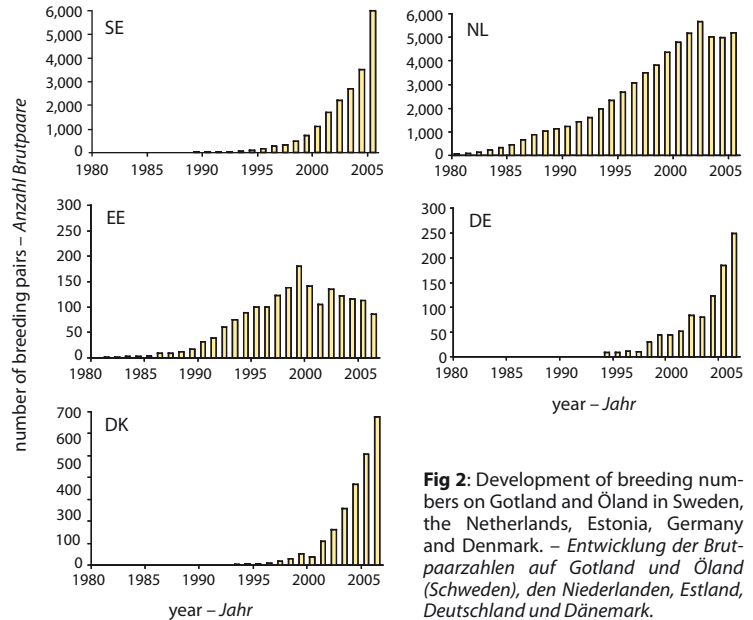 number of breeding pairs – Anzahl Brutpaare
SE
6,000
5,000
4,000
3,000
2,000
1,000
0
1980 1985 1990 1995 2000 2005
NL
6,000
5,000
4,000
3,000
2,000
1,000
0
1980 1985 1990 1995 2000 2005
EE
300
250
200
150
100
50
0
1980 1985 1990 1995 2000 2005
DE
300
250
200
150
100
50
0
1980 1985 1990 1995 2000 2005
year – Jahr
DK
700
600
500
400
300
200
100
0
1980 1985 1990 1995 2000 2005
year – Jahr
Fig 2: Development of breeding num-
bers on Gotland and Öland in Sweden,
the Netherlands, Estonia, Germany
and Denmark. – Entwicklung der Brut-
paarzahlen auf Gotland und Öland
(Schweden), den Niederlanden, Estland,
Deutschland und Dänemark.